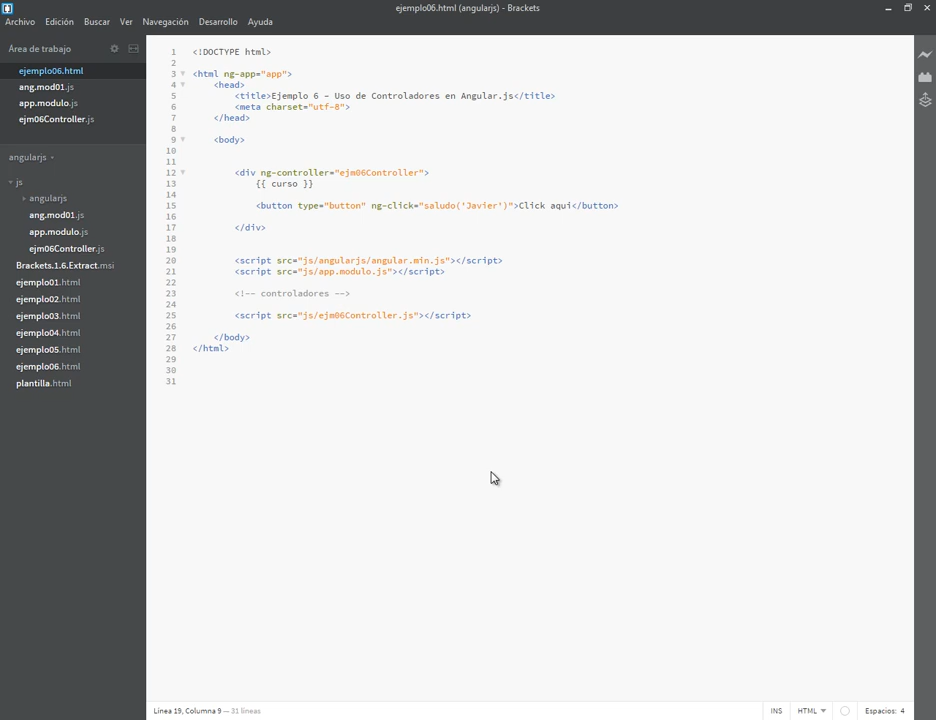 ejemplo06.html (angularjs) - Brackets
Archivo Edición Buscar Ver Navegación Desarrollo Ayuda
Área de trabajo
ejemplo06.html
ang.mod01.js
app.modulo.js
ejm06Controller.js
angularjs
js
angularjs
ang.mod01.js
app.modulo.js
ejm06Controller.js
Brackets.1.6.Extract.msi
ejemplo01.html
ejemplo02.html
ejemplo03.html
ejemplo04.html
ejemplo05.html
ejemplo06.html
plantilla.html
1 <!DOCTYPE html>
2
3 <html ng-app="app">
4 <head>
5 <title>Ejemplo 6 - Uso de Controladores en Angular.js</title>
6 <meta charset="utf-8">
7 </head>
8
9 <body>
10
11
12 <div ng-controller="ejm06Controller">
13 {{ curso }}
14
15 <button type="button" ng-click="saludo('Javier')">Click aqui</button>
16
17 </div>
18
19
20 <script src="js/angularjs/angular.min.js"></script>
21 <script src="js/app.modulo.js"></script>
22
23 <!-- controladores -->
24
25 <script src="js/ejm06Controller.js"></script>
26
27 </body>
28 </html>
29
30
31
Línea 19, Columna 9 — 31 líneas
INS HTML Espacios: 4